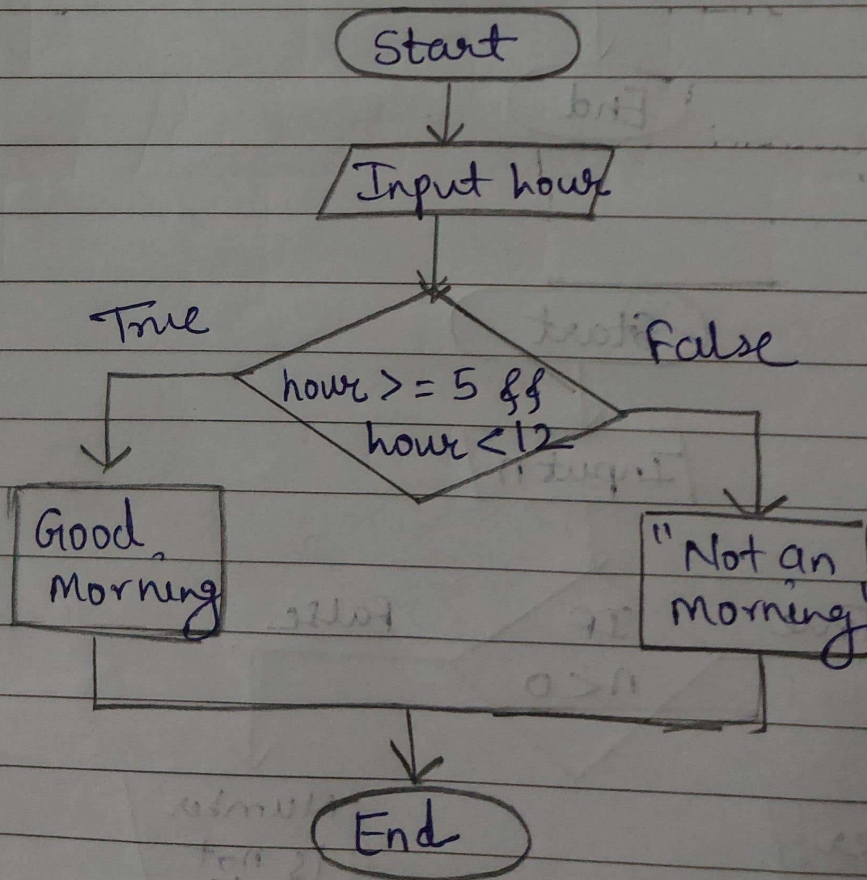 Start
Input hour
True
False
hour >= 5 &&
hour < 12
Good
Morning
"Not an
morning"
End